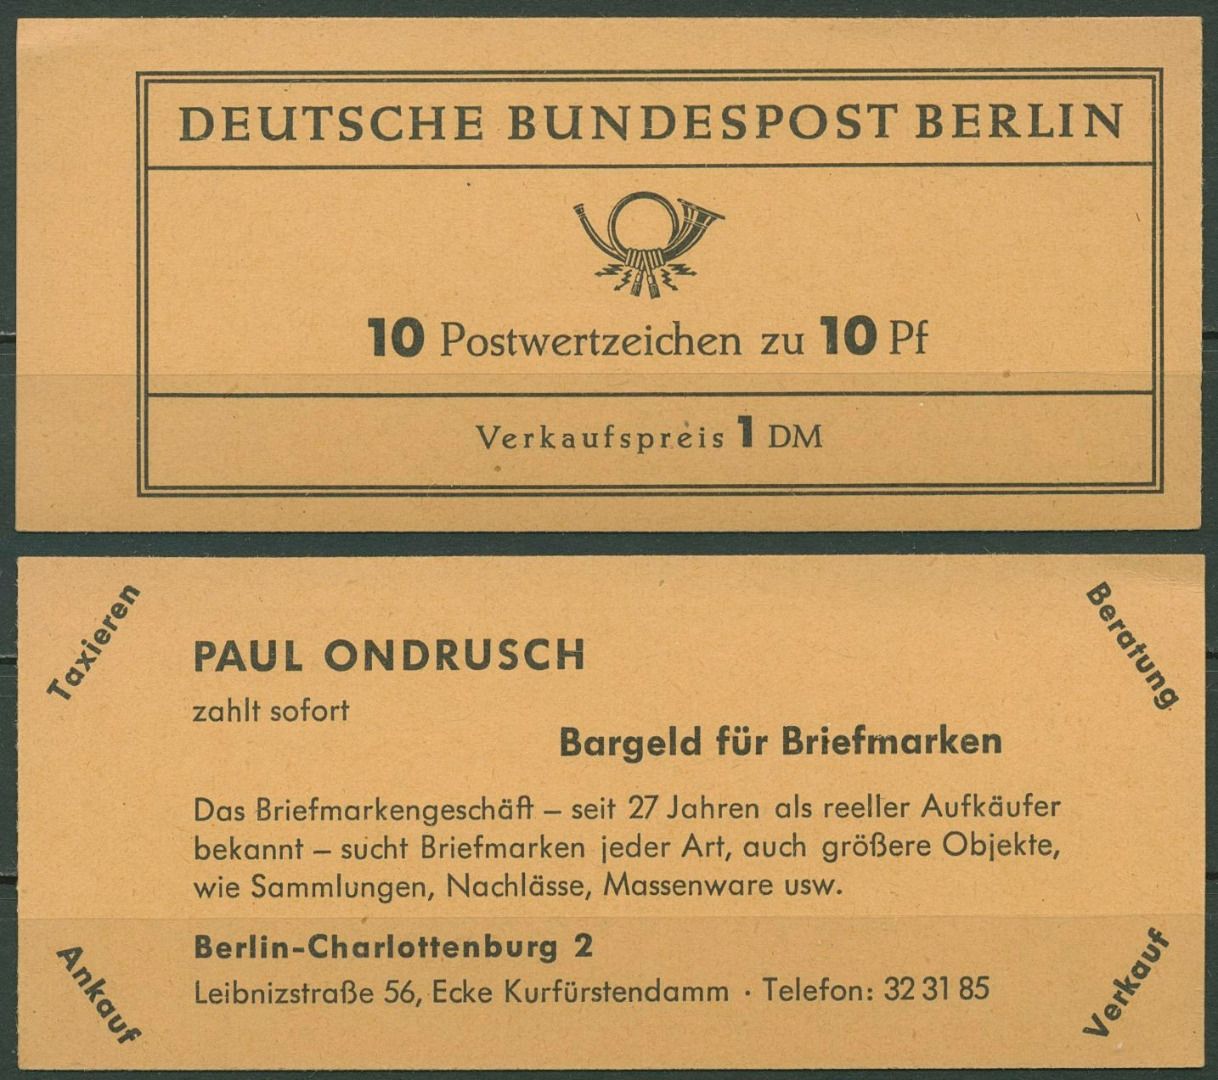 DEUTSCHE BUNDESPOST BERLIN
10 Postwertzeichen zu 10 Pf
Verkaufspreis 1 DM
Taxieren
Beratung
PAUL ONDRUSCH
zahlt sofort
Bargeld für Briefmarken
Das Briefmarkengeschäft – seit 27 Jahren als reeller Aufkäufer
bekannt – sucht Briefmarken jeder Art, auch größere Objekte,
wie Sammlungen, Nachlässe, Massenware usw.
Berlin-Charlottenburg 2
Leibnizstraße 56, Ecke Kurfürstendamm · Telefon: 32 31 85
Ankauf
Verkauf